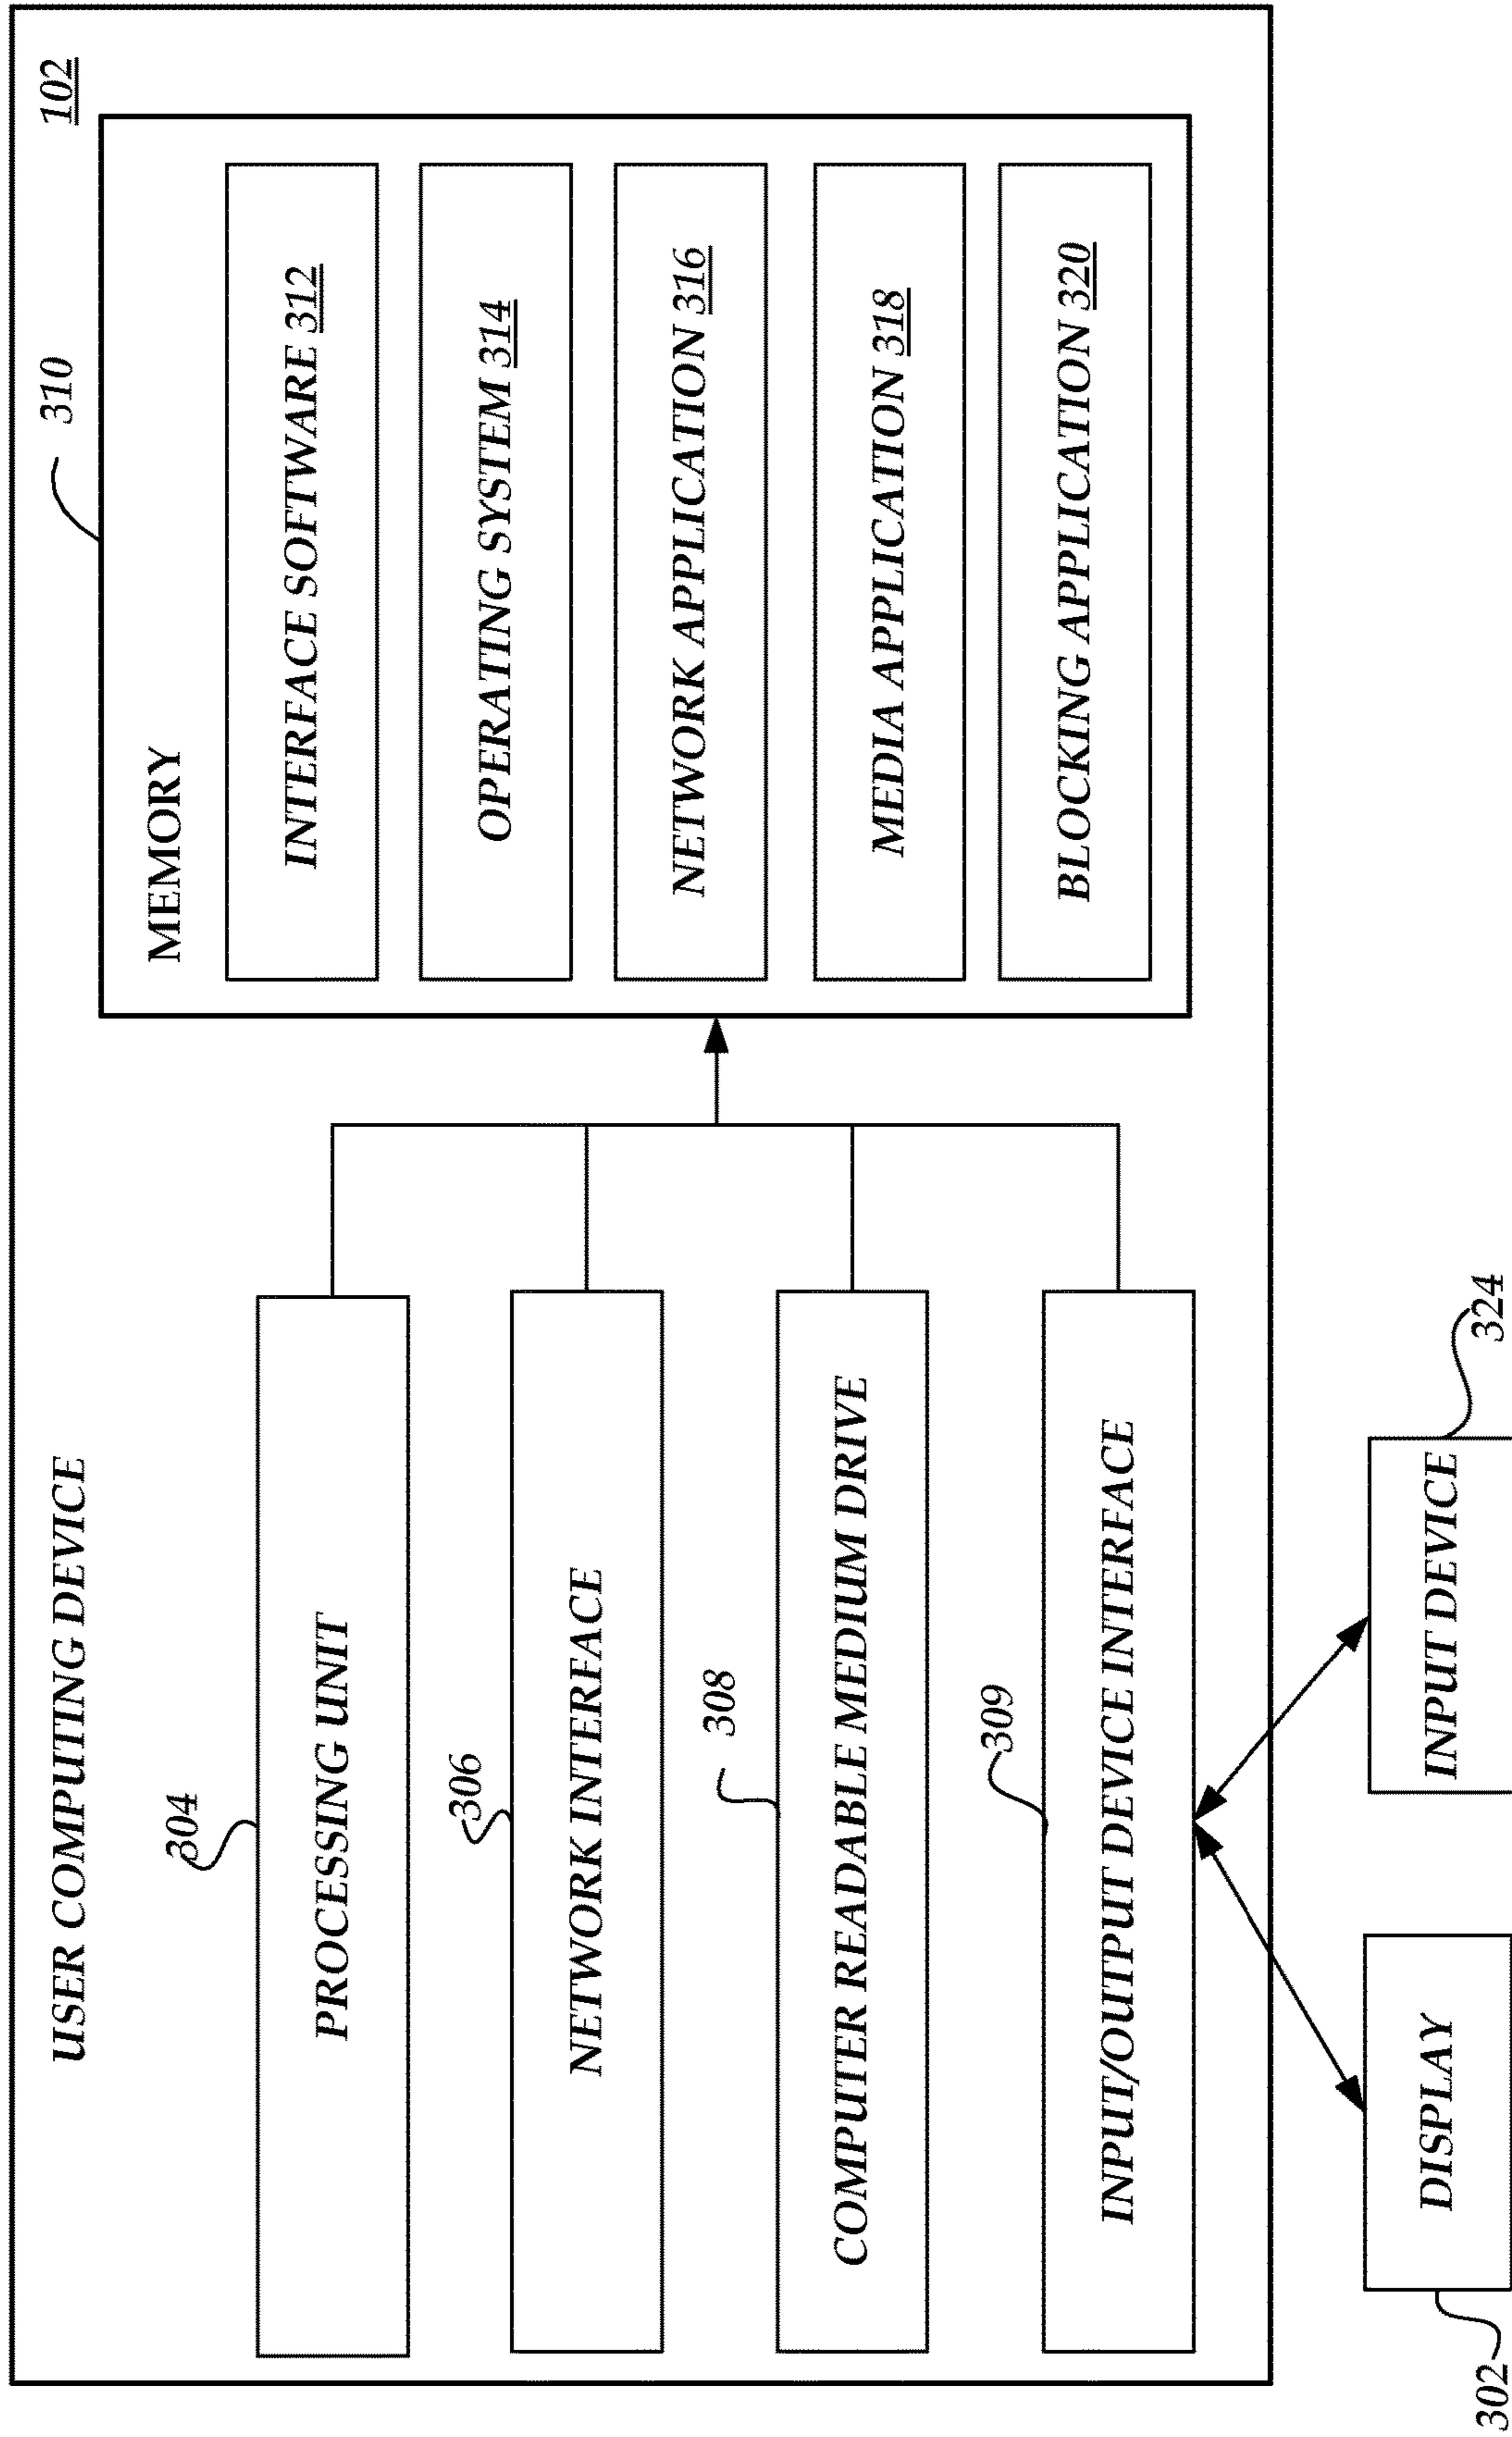 USER COMPUTING DEVICE
102
310
MEMORY
INTERFACE SOFTWARE 312
OPERATING SYSTEM 314
NETWORK APPLICATION 316
MEDIA APPLICATION 318
BLOCKING APPLICATION 320
304
PROCESSING UNIT
306
NETWORK INTERFACE
308
COMPUTER READABLE MEDIUM DRIVE
309
INPUT/OUTPUT DEVICE INTERFACE
DISPLAY
302
INPUT DEVICE
324